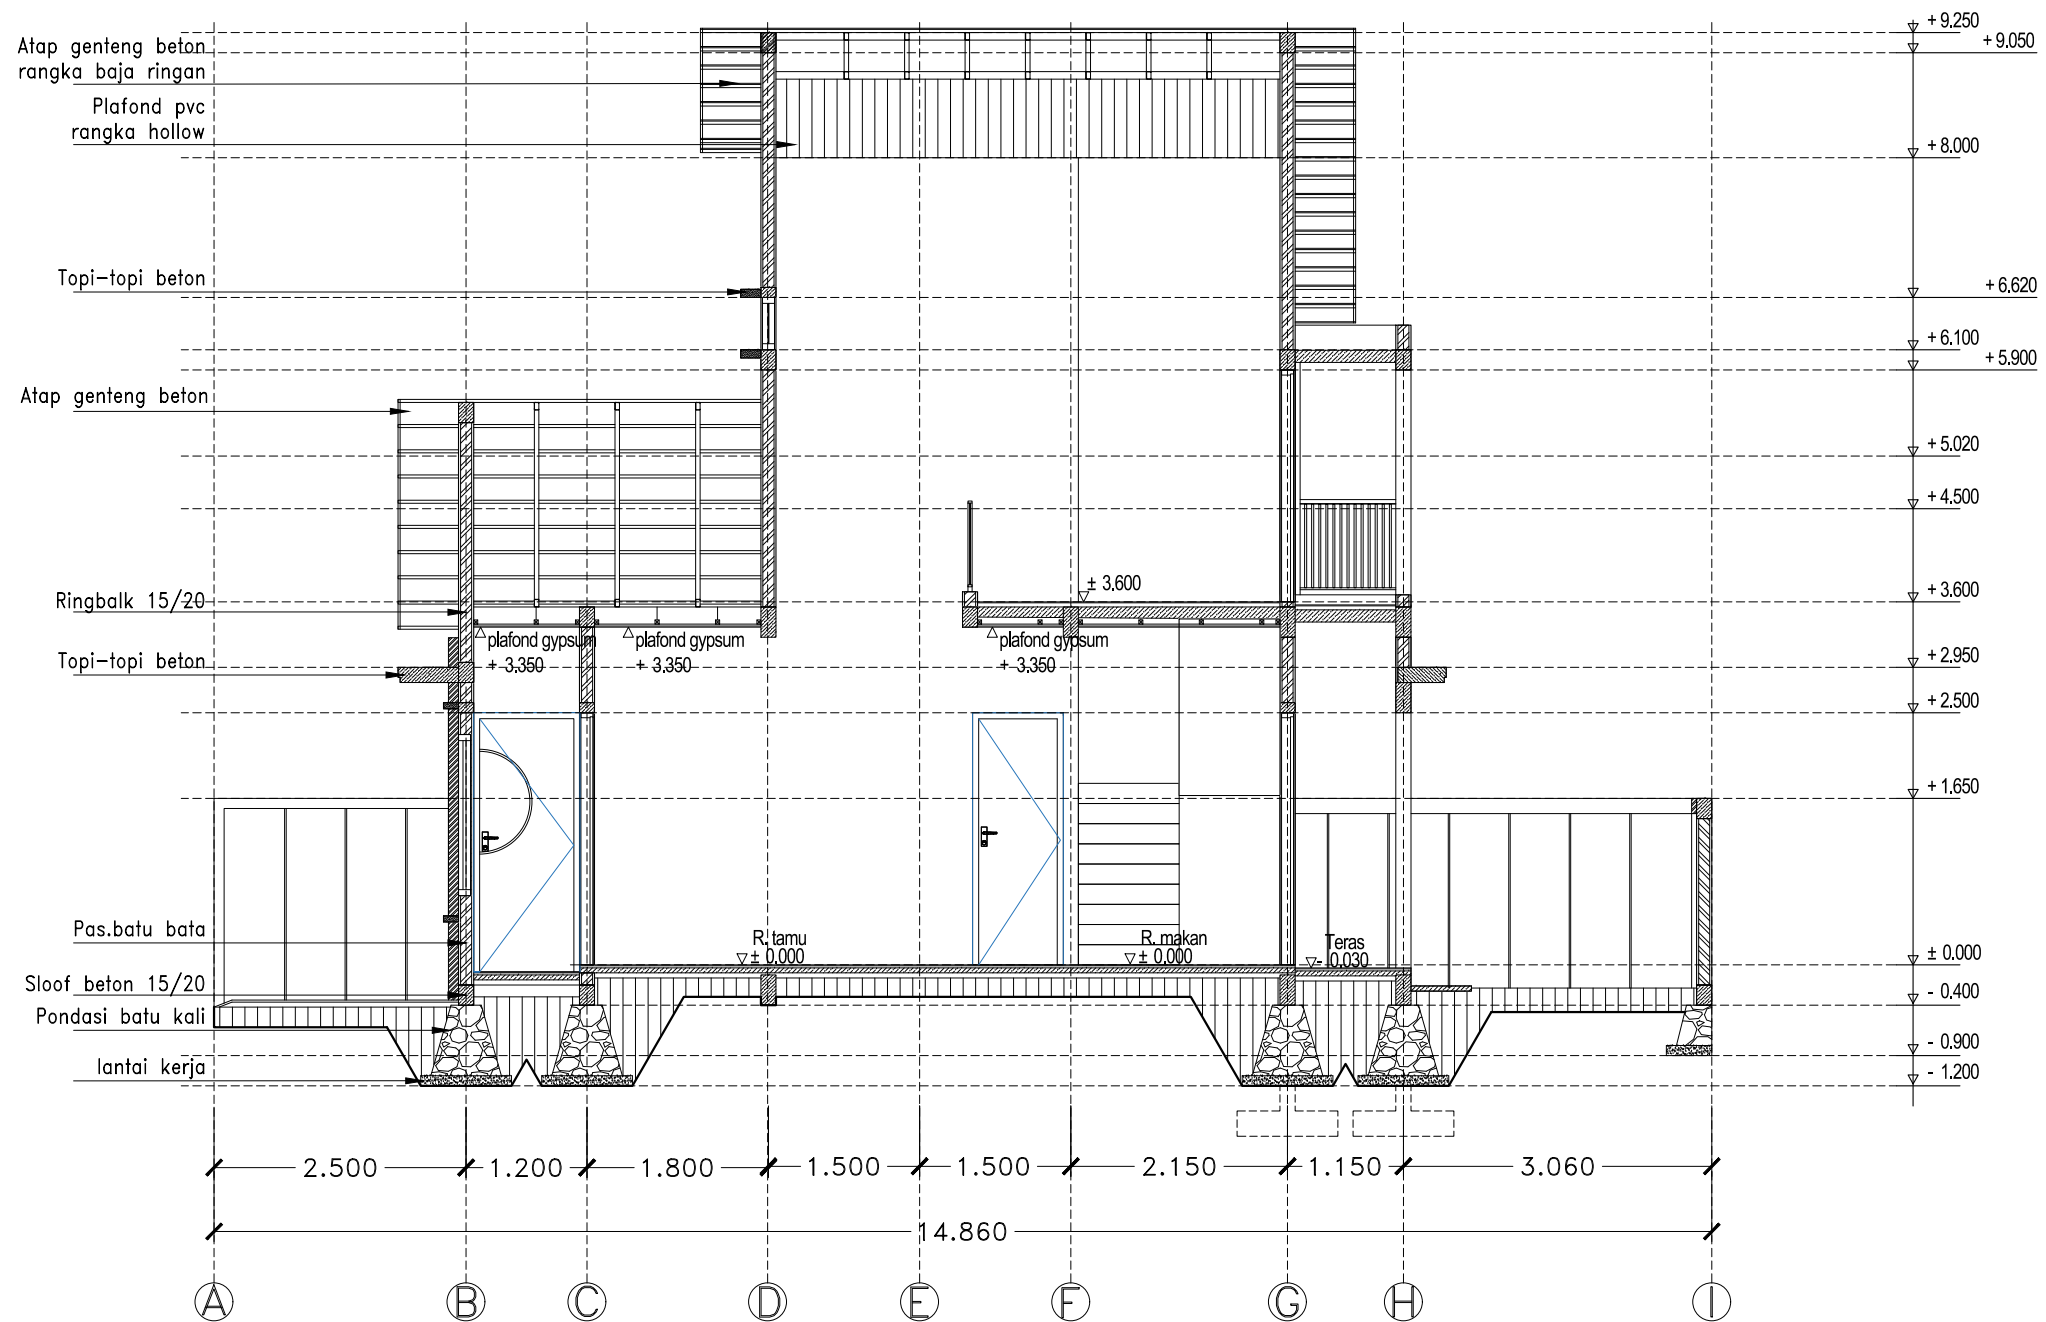 Atap genteng beton
rangka baja ringan
Plafond pvc
rangka hollow
Topi-topi beton
Atap genteng beton
Ringbalk 15/20
Topi-topi beton
Pas.batu bata
Sloof beton 15/20
Pondasi batu kali
lantai kerja
plafond gypsum
+ 3.350
plafond gypsum
+ 3.350
plafond gypsum
+ 3.350
± 3.600
R. tamu
± 0.000
R. makan
± 0.000
Teras
- 0.030
+ 9.250
+ 9.050
+ 8.000
+ 6.620
+ 6.100
+ 5.900
+ 5.020
+ 4.500
+ 3.600
+ 2.950
+ 2.500
+ 1.650
± 0.000
- 0.400
- 0.900
- 1.200
2.500 1.200 1.800 1.500 1.500 2.150 1.150 3.060
14.860
A B C D E F G H I